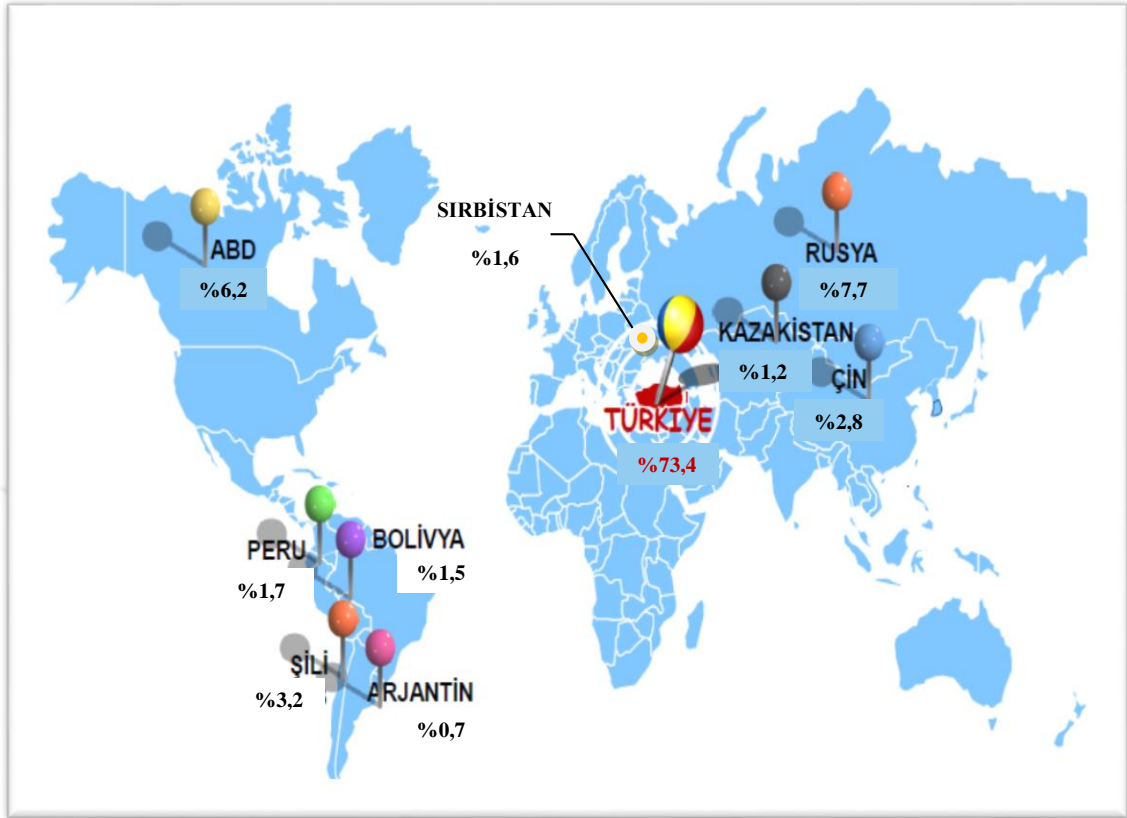 SIRBİSTAN
%1,6
ABD
%6,2
RUSYA
%7,7
KAZAKİSTAN
%1,2
ÇİN
%2,8
TÜRKİYE
%73,4
PERU
%1,7
BOLİVYA
%1,5
ŞİLİ
%3,2
ARJANTİN
%0,7